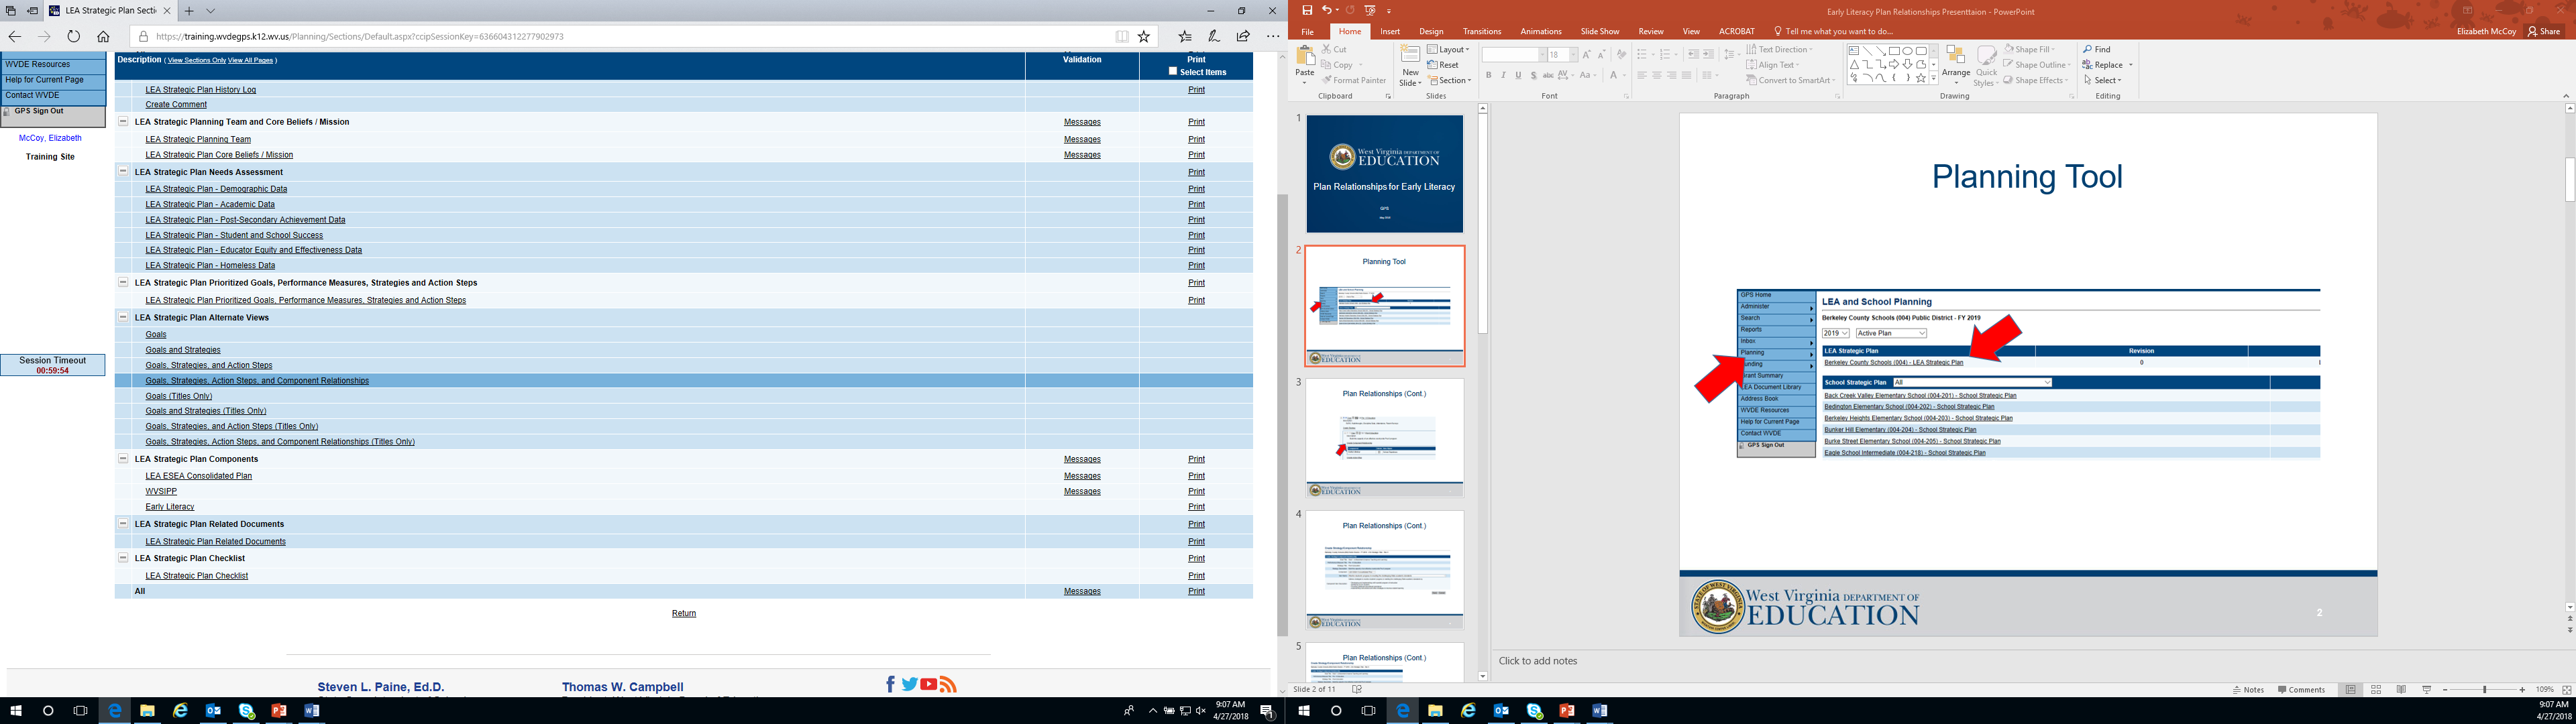 LEA Strategic Plan Secti
https://training.wvdegps.k12.wv.us/Planning/Sections/Default.aspx?ccipSessionKey=636604312277902973
WVDE Resources
Help for Current Page
Contact WVDE
GPS Sign Out
McCoy, Elizabeth
Training Site
Session Timeout
00:59:54
Description ( View Sections Only View All Pages ) Validation Print
Select Items
LEA Strategic Plan History Log Print
Create Comment
LEA Strategic Planning Team and Core Beliefs / Mission Messages Print
LEA Strategic Planning Team Messages Print
LEA Strategic Plan Core Beliefs / Mission Messages Print
LEA Strategic Plan Needs Assessment Print
LEA Strategic Plan - Demographic Data Print
LEA Strategic Plan - Academic Data Print
LEA Strategic Plan - Post-Secondary Achievement Data Print
LEA Strategic Plan - Student and School Success Print
LEA Strategic Plan - Educator Equity and Effectiveness Data Print
LEA Strategic Plan - Homeless Data Print
LEA Strategic Plan Prioritized Goals, Performance Measures, Strategies and Action Steps Print
LEA Strategic Plan Prioritized Goals, Performance Measures, Strategies and Action Steps Print
LEA Strategic Plan Alternate Views
Goals
Goals and Strategies
Goals, Strategies, and Action Steps
Goals, Strategies, Action Steps, and Component Relationships
Goals (Titles Only)
Goals and Strategies (Titles Only)
Goals, Strategies, and Action Steps (Titles Only)
Goals, Strategies, Action Steps, and Component Relationships (Titles Only)
LEA Strategic Plan Components Messages Print
LEA ESEA Consolidated Plan Messages Print
WVSIPP Messages Print
Early Literacy Print
LEA Strategic Plan Related Documents Print
LEA Strategic Plan Related Documents Print
LEA Strategic Plan Checklist Print
LEA Strategic Plan Checklist Print
All Messages Print
Return
Steven L. Paine, Ed.D. Thomas W. Campbell
9:07 AM
4/27/2018
Early Literacy Plan Relationships Presenttaion - PowerPoint
File Home Insert Design Transitions Animations Slide Show Review View ACROBAT Tell me what you want to do... Elizabeth McCoy Share
Paste Cut Copy Format Painter
Clipboard
New Slide Layout Reset Section
Slides
18
Font
Text Direction Align Text Convert to SmartArt
Paragraph
Arrange Quick Styles Shape Fill Shape Outline Shape Effects
Drawing
Find Replace Select
Editing
1
West Virginia DEPARTMENT OF
EDUCATION
Plan Relationships for Early Literacy
GPS
2
Planning Tool
EDUCATION
3
Plan Relationships (Cont.)
EDUCATION
4
Plan Relationships (Cont.)
EDUCATION
5
Plan Relationships (Cont.)
Planning Tool
GPS Home
Administer
Search
Reports
Inbox
Planning
Funding
Grant Summary
LEA Document Library
Address Book
WVDE Resources
Help for Current Page
Contact WVDE
GPS Sign Out
LEA and School Planning
Berkeley County Schools (004) Public District - FY 2019
2019 Active Plan
LEA Strategic Plan Revision
Berkeley County Schools (004) - LEA Strategic Plan 0
School Strategic Plan All
Back Creek Valley Elementary School (004-201) - School Strategic Plan
Bedington Elementary School (004-202) - School Strategic Plan
Berkeley Heights Elementary School (004-203) - School Strategic Plan
Bunker Hill Elementary (004-204) - School Strategic Plan
Burke Street Elementary School (004-205) - School Strategic Plan
Eagle School Intermediate (004-218) - School Strategic Plan
West Virginia DEPARTMENT OF
EDUCATION
2
Click to add notes
Slide 2 of 11 Notes Comments 109%
9:07 AM
4/27/2018